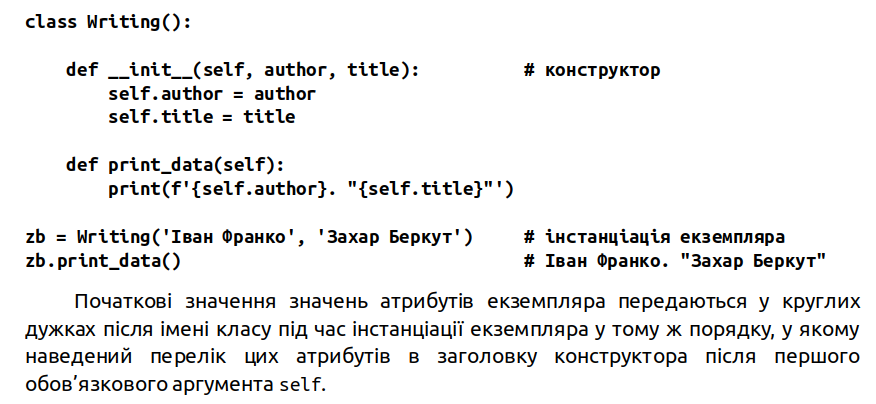 class Writing():
def __init__(self, author, title): # конструктор
self.author = author
self.title = title
def print_data(self):
print(f'{self.author}. "{self.title}"')
zb = Writing('Іван Франко', 'Захар Беркут') # інстанціація екземпляра
zb.print_data() # Іван Франко. "Захар Беркут"
Початкові значення значень атрибутів екземпляра передаються у круглих
дужках після імені класу під час інстанціації екземпляра у тому ж порядку, у якому
наведений перелік цих атрибутів в заголовку конструктора після першого
обов’язкового аргумента self.